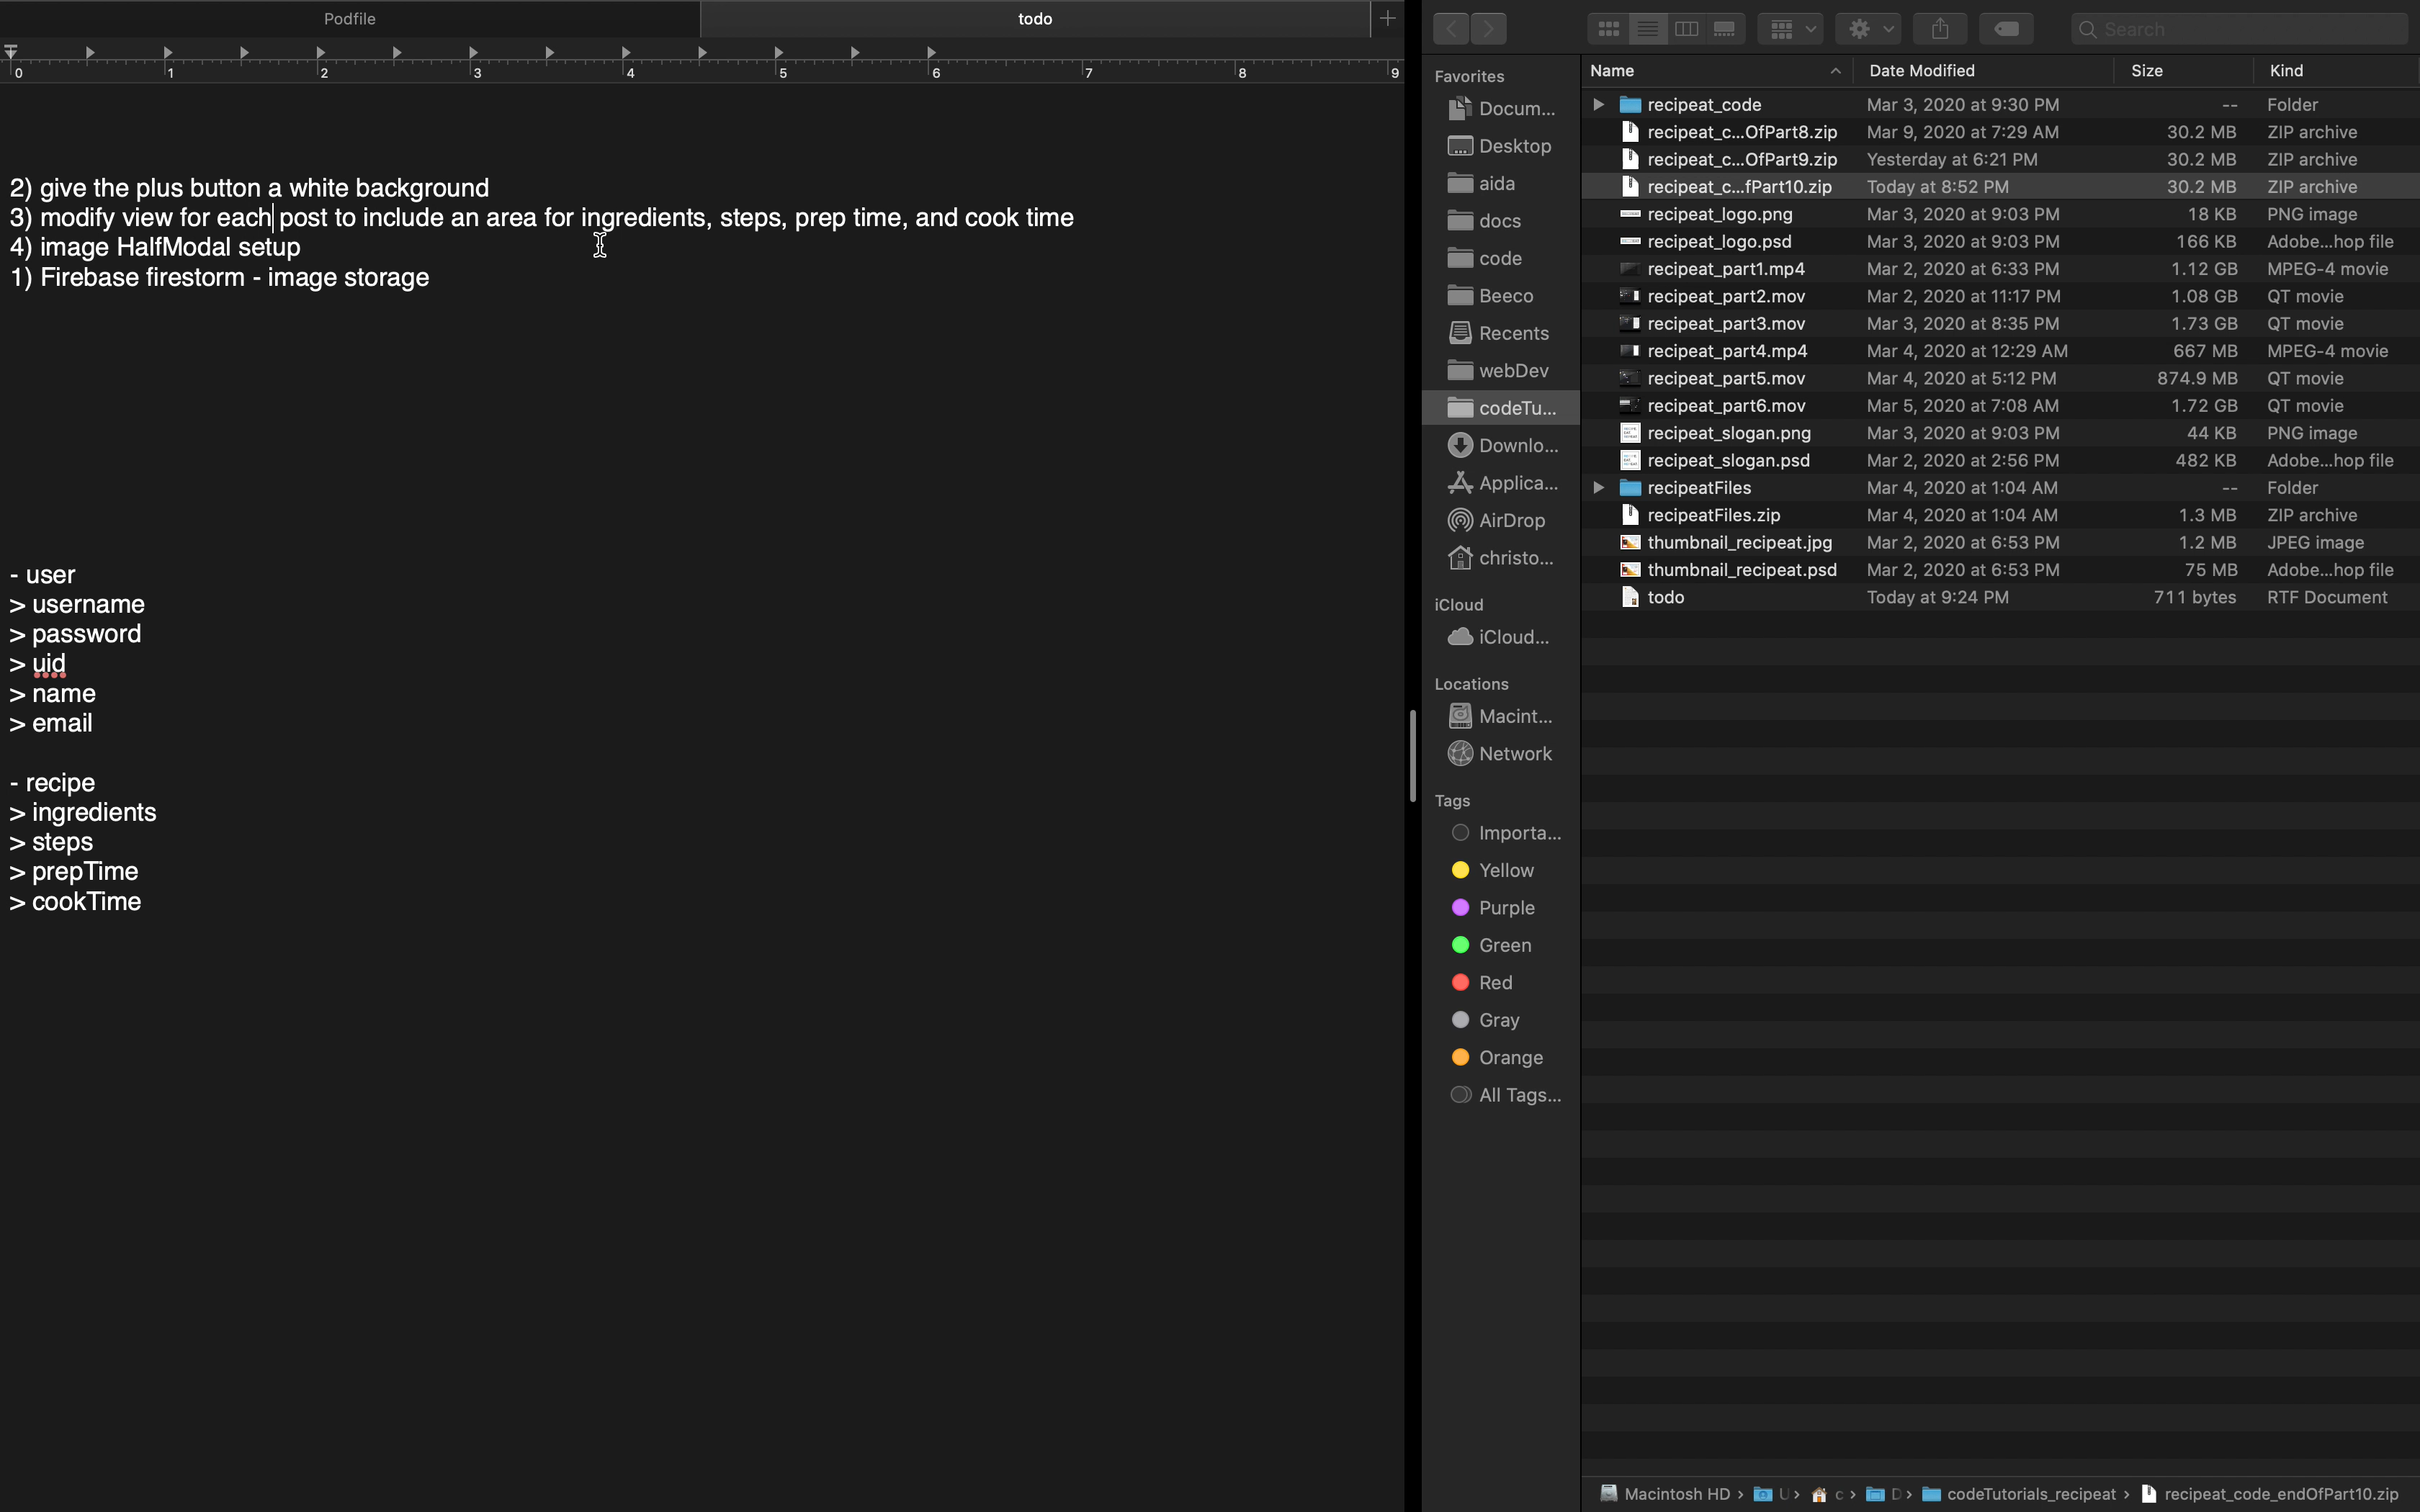 Podfile
todo
0 1 2 3 4 5 6 7 8 9
2) give the plus button a white background
3) modify view for each post to include an area for ingredients, steps, prep time, and cook time
4) image HalfModal setup
1) Firebase firestorm - image storage
- user
> username
> password
> uid
> name
> email
- recipe
> ingredients
> steps
> prepTime
> cookTime
Search
Favorites
Docum...
Desktop
aida
docs
code
Beeco
Recents
webDev
codeTu...
Downlo...
Applica...
AirDrop
christo...
iCloud
iCloud...
Locations
Macint...
Network
Tags
Importa...
Yellow
Purple
Green
Red
Gray
Orange
All Tags...
Name Date Modified Size Kind
recipeat_code Mar 3, 2020 at 9:30 PM -- Folder
recipeat_c...OfPart8.zip Mar 9, 2020 at 7:29 AM 30.2 MB ZIP archive
recipeat_c...OfPart9.zip Yesterday at 6:21 PM 30.2 MB ZIP archive
recipeat_c...fPart10.zip Today at 8:52 PM 30.2 MB ZIP archive
recipeat_logo.png Mar 3, 2020 at 9:03 PM 18 KB PNG image
recipeat_logo.psd Mar 3, 2020 at 9:03 PM 166 KB Adobe...hop file
recipeat_part1.mp4 Mar 2, 2020 at 6:33 PM 1.12 GB MPEG-4 movie
recipeat_part2.mov Mar 2, 2020 at 11:17 PM 1.08 GB QT movie
recipeat_part3.mov Mar 3, 2020 at 8:35 PM 1.73 GB QT movie
recipeat_part4.mp4 Mar 4, 2020 at 12:29 AM 667 MB MPEG-4 movie
recipeat_part5.mov Mar 4, 2020 at 5:12 PM 874.9 MB QT movie
recipeat_part6.mov Mar 5, 2020 at 7:08 AM 1.72 GB QT movie
recipeat_slogan.png Mar 3, 2020 at 9:03 PM 44 KB PNG image
recipeat_slogan.psd Mar 2, 2020 at 2:56 PM 482 KB Adobe...hop file
recipeatFiles Mar 4, 2020 at 1:04 AM -- Folder
recipeatFiles.zip Mar 4, 2020 at 1:04 AM 1.3 MB ZIP archive
thumbnail_recipeat.jpg Mar 2, 2020 at 6:53 PM 1.2 MB JPEG image
thumbnail_recipeat.psd Mar 2, 2020 at 6:53 PM 75 MB Adobe...hop file
todo Today at 9:24 PM 711 bytes RTF Document
Macintosh HD › U › c › D › codeTutorials_recipeat › recipeat_code_endOfPart10.zip